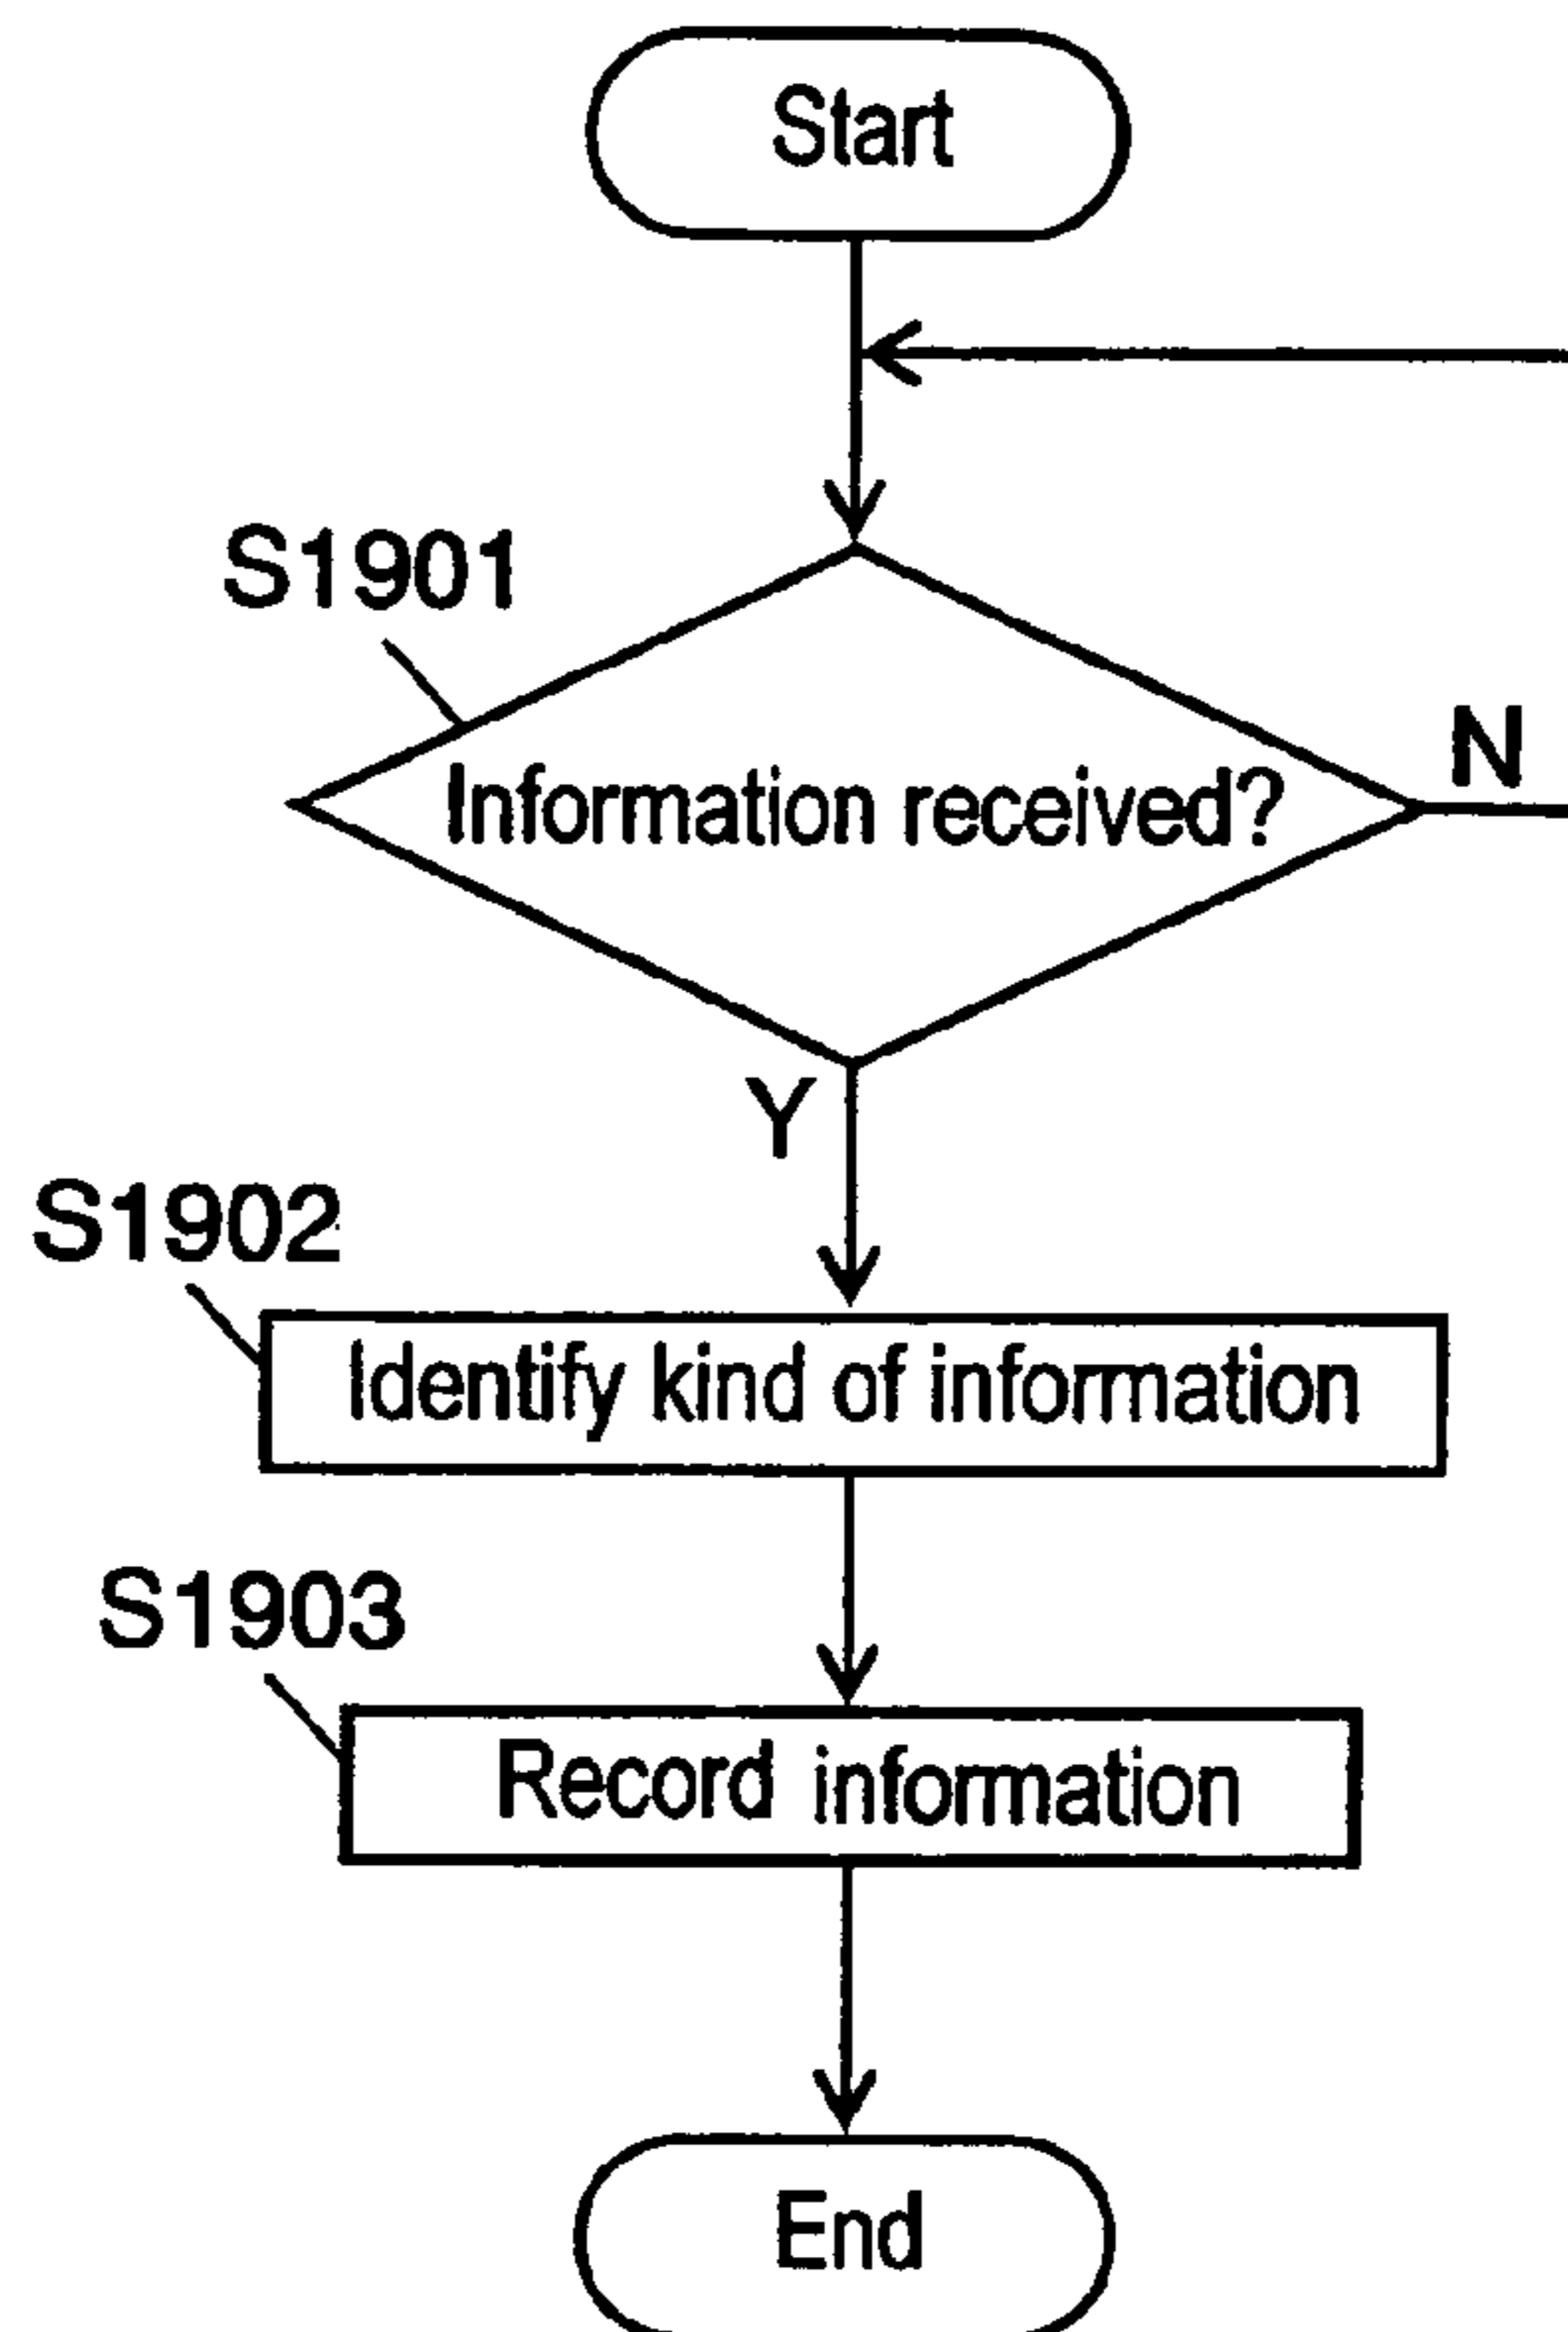 Start
S1901
Information received?
N
Y
S1902
Identify kind of information
S1903
Record information
End